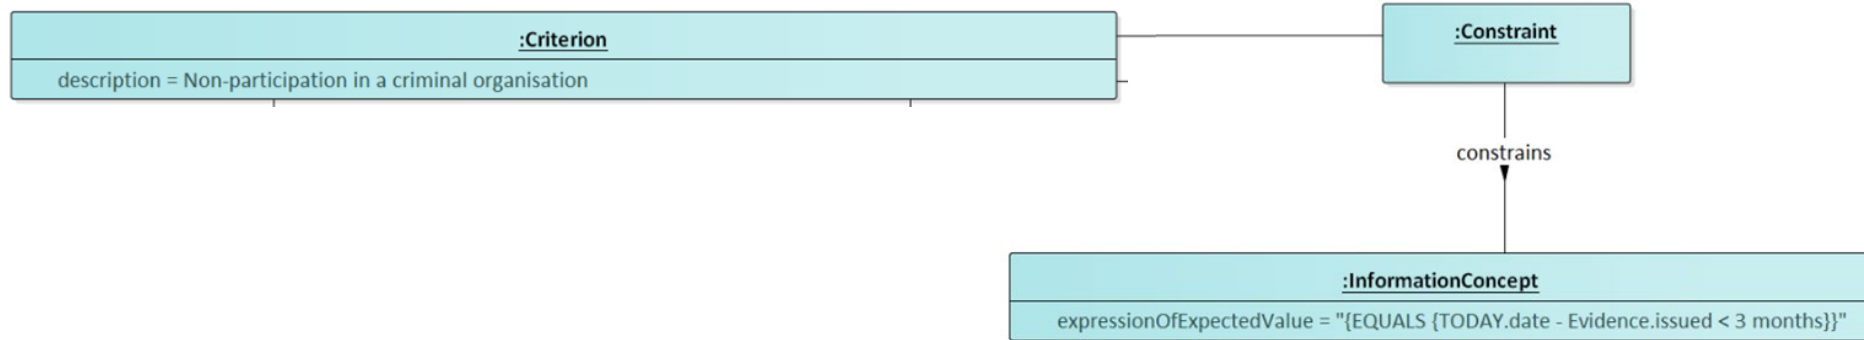 :Criterion
description = Non-participation in a criminal organisation
:Constraint
constrains
:InformationConcept
expressionOfExpectedValue = "{EQUALS {TODAY.date - Evidence.issued < 3 months}}"